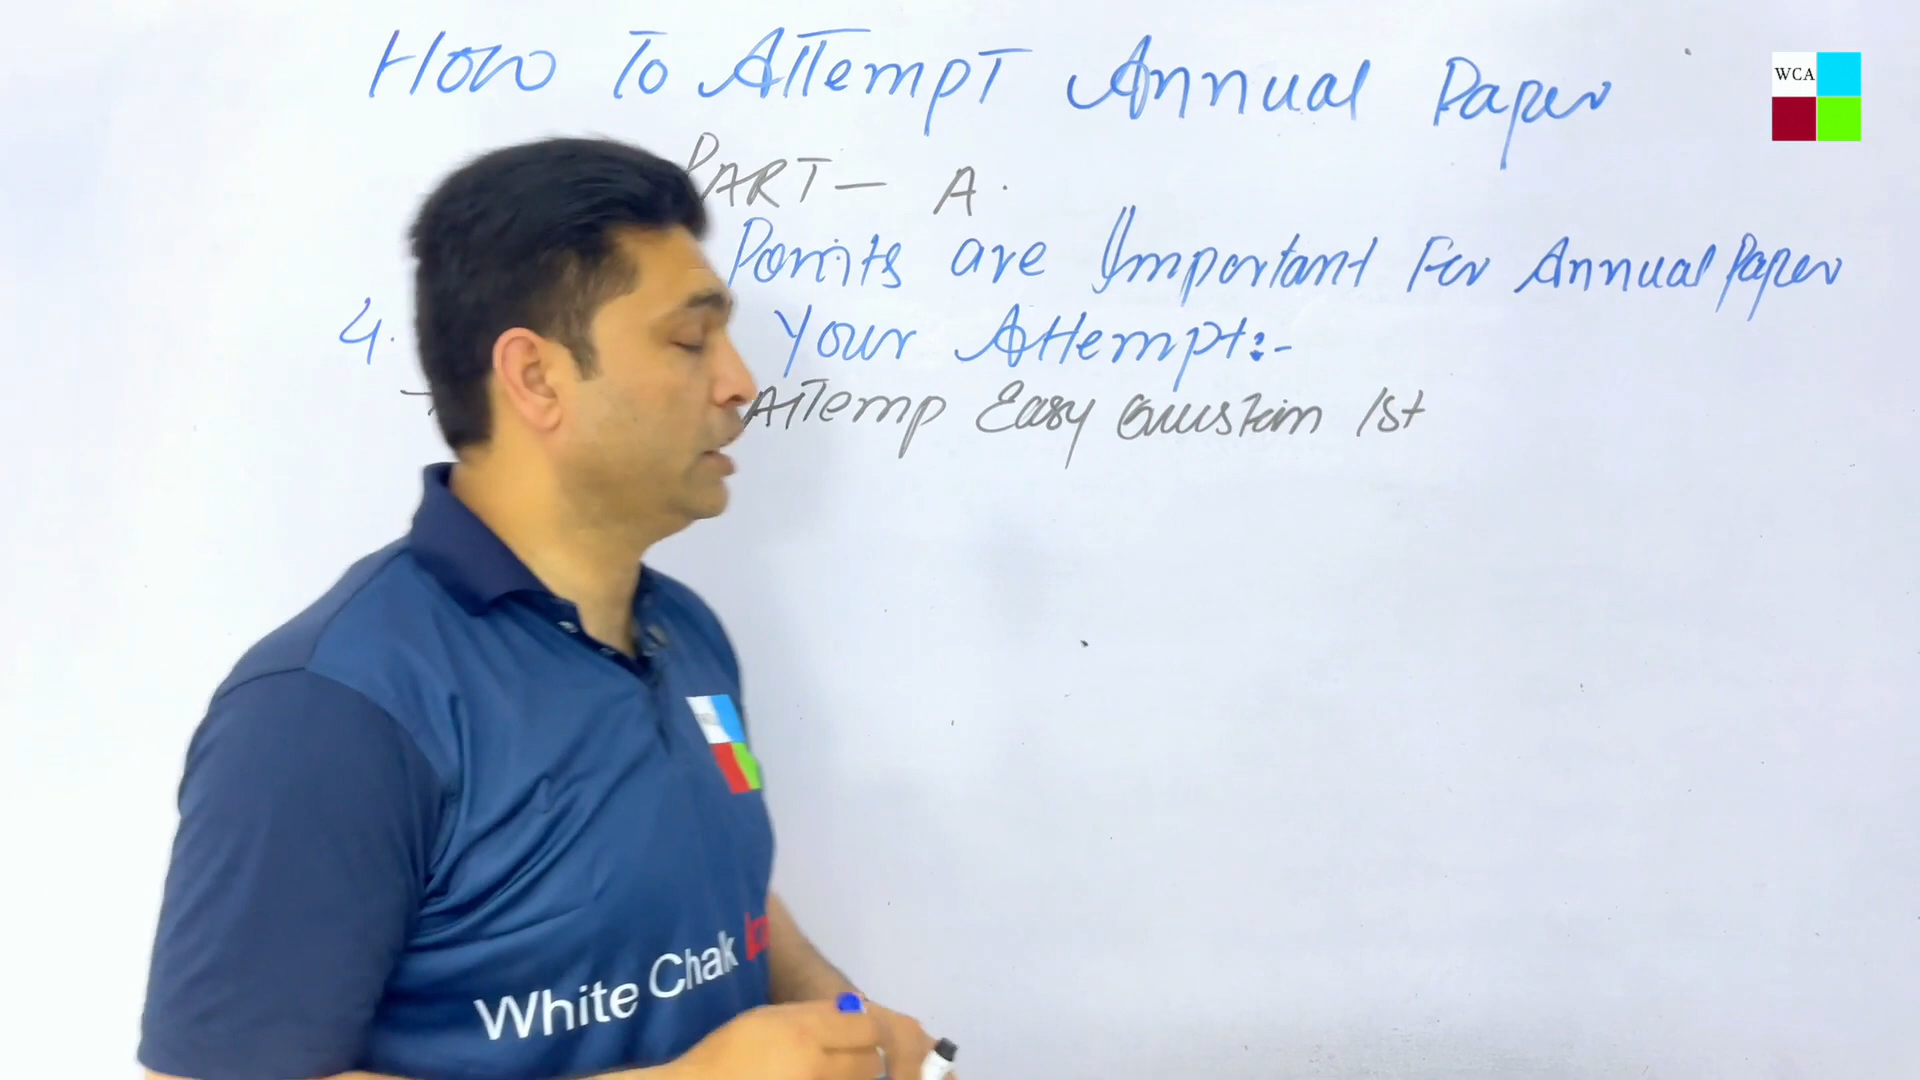 How To ATTempT Annual Paper
WCA
PART - A.
Points are Important For Annual Paper
4. Your Attempt:-
ATTemp Easy Question 1st
White Chalk